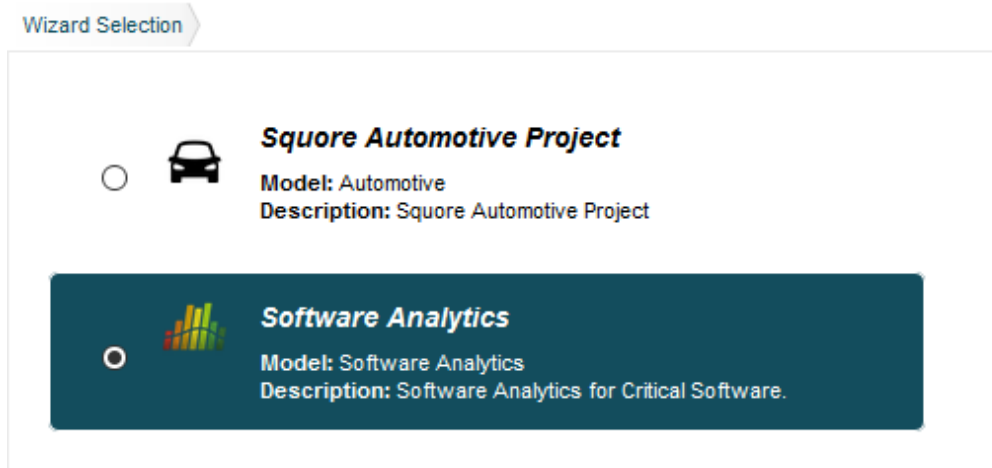 Wizard Selection
Squore Automotive Project
Model: Automotive
Description: Squore Automotive Project
Software Analytics
Model: Software Analytics
Description: Software Analytics for Critical Software.